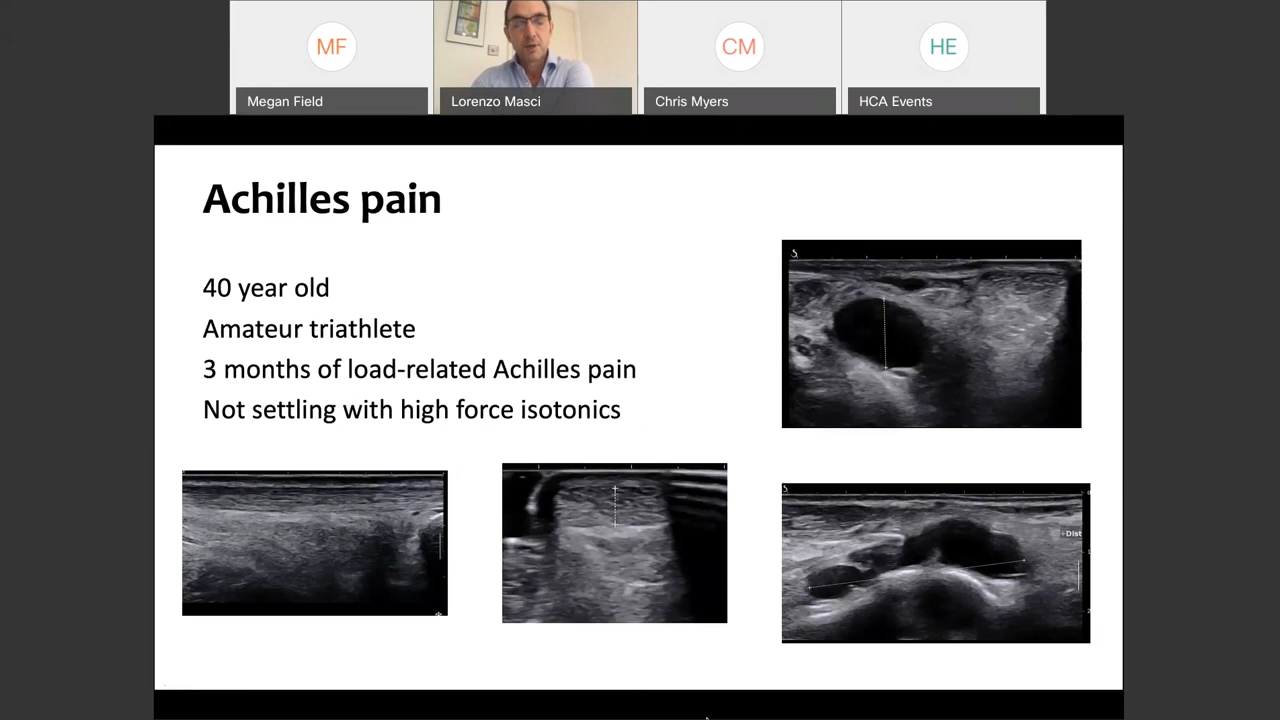 MF
CM
HE
Megan Field
Lorenzo Masci
Chris Myers
HCA Events
Achilles pain
40 year old
Amateur triathlete
3 months of load-related Achilles pain
Not settling with high force isotonics
+Dist